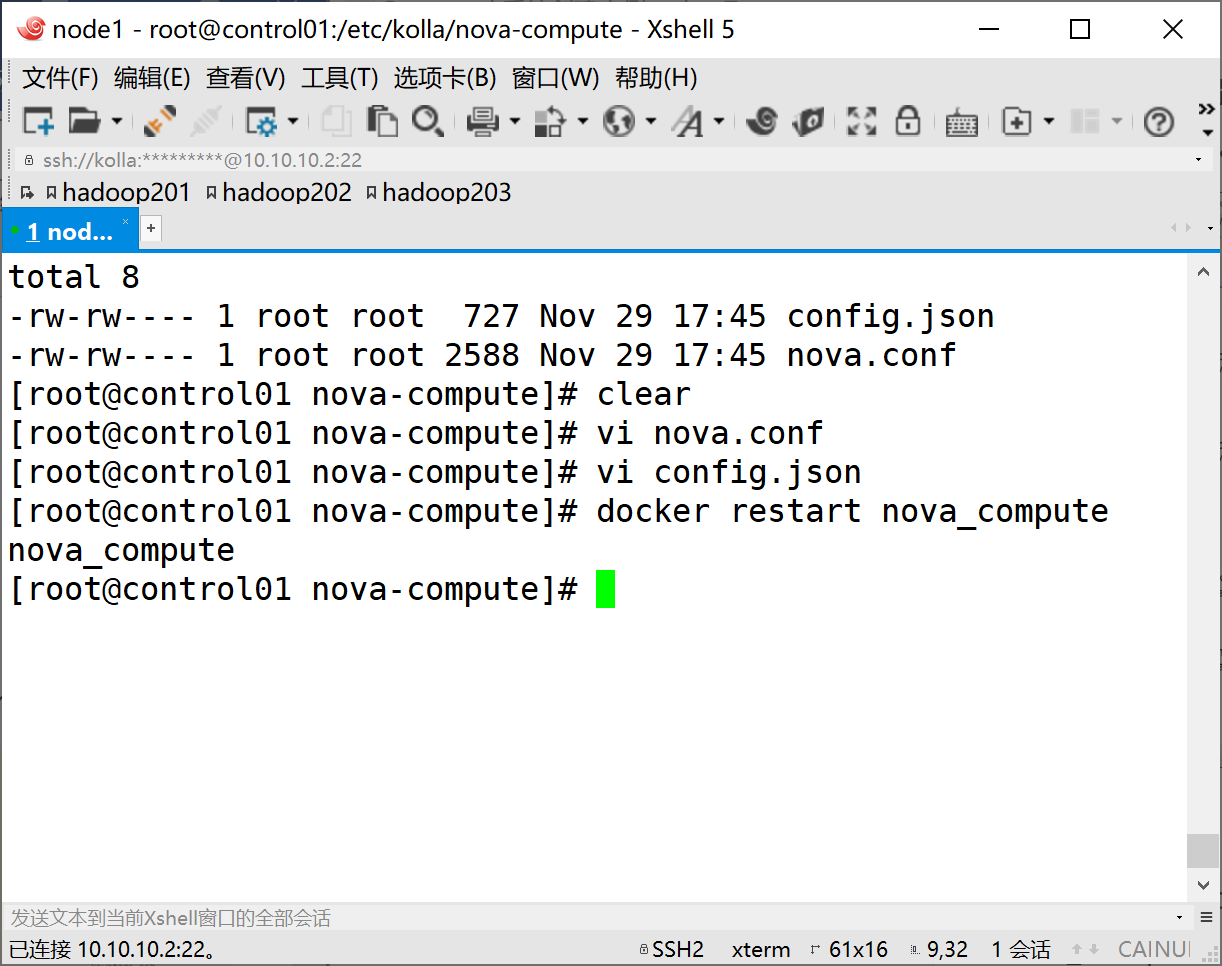 node1 - root@control01:/etc/kolla/nova-compute - Xshell 5
文件(F) 编辑(E) 查看(V) 工具(T) 选项卡(B) 窗口(W) 帮助(H)
ssh://kolla:*********@10.10.10.2:22
hadoop201 hadoop202 hadoop203
1 nod... × +
total 8
-rw-rw---- 1 root root  727 Nov 29 17:45 config.json
-rw-rw---- 1 root root 2588 Nov 29 17:45 nova.conf
[root@control01 nova-compute]# clear
[root@control01 nova-compute]# vi nova.conf
[root@control01 nova-compute]# vi config.json
[root@control01 nova-compute]# docker restart nova_compute
nova_compute
[root@control01 nova-compute]#
发送文本到当前Xshell窗口的全部会话
已连接 10.10.10.2:22。 SSH2 xterm 61x16 9,32 1 会话